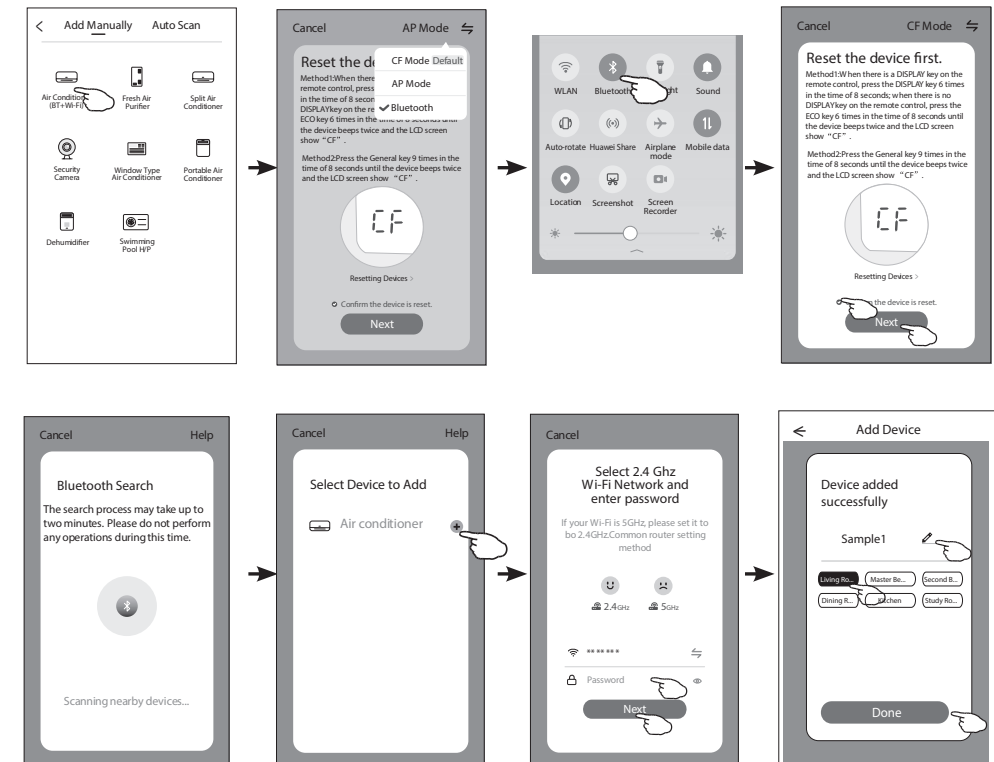 Add Manually Auto Scan
Air Condition
(BT+Wi-Fi)
Fresh Air
Purifier
Split Air
Conditioner
Security
Camera
Window Type
Air Conditioner
Portable Air
Conditioner
Dehumidifier
Swimming
Pool H/P
Cancel AP Mode
CF Mode Default
AP Mode
Bluetooth
Reset the de
Method1:When there
remote control, press
in the time of 8 secon
DISPLAYkey on the re
ECO key 6 times in the time of 8 seconds until
the device beeps twice and the LCD screen
show “CF”.
Method2:Press the General key 9 times in the
time of 8 seconds until the device beeps twice
and the LCD screen show “CF”.
CF
Resetting Devices >
Confirm the device is reset.
Next
WLAN Bluetooth ght Sound
Auto-rotate Huawei Share Airplane
mode Mobile data
Location Screenshot Screen
Recorder
Cancel CF Mode
Reset the device first.
Method1:When there is a DISPLAY key on the
remote control, press the DISPLAY key 6 times
in the time of 8 seconds; when there is no
DISPLAYkey on the remote control, press the
ECO key 6 times in the time of 8 seconds until
the device beeps twice and the LCD screen
show “CF”.
Method2:Press the General key 9 times in the
time of 8 seconds until the device beeps twice
and the LCD screen show “CF”.
CF
Resetting Devices >
the device is reset.
Next
Cancel Help
Bluetooth Search
The search process may take up to
two minutes. Please do not perform
any operations during this time.
Scanning nearby devices...
Cancel Help
Select Device to Add
Air conditioner
Cancel
Select 2.4 Ghz
Wi-Fi Network and
enter password
If your Wi-Fi is 5GHz, please set it to
bo 2.4GHz.Common router setting
method
2.4GHz 5GHz
*******
Password
Next
Add Device
Device added
successfully
Sample1
Living Ro... Master Be... Second B...
Dining R... Kitchen Study Ro...
Done